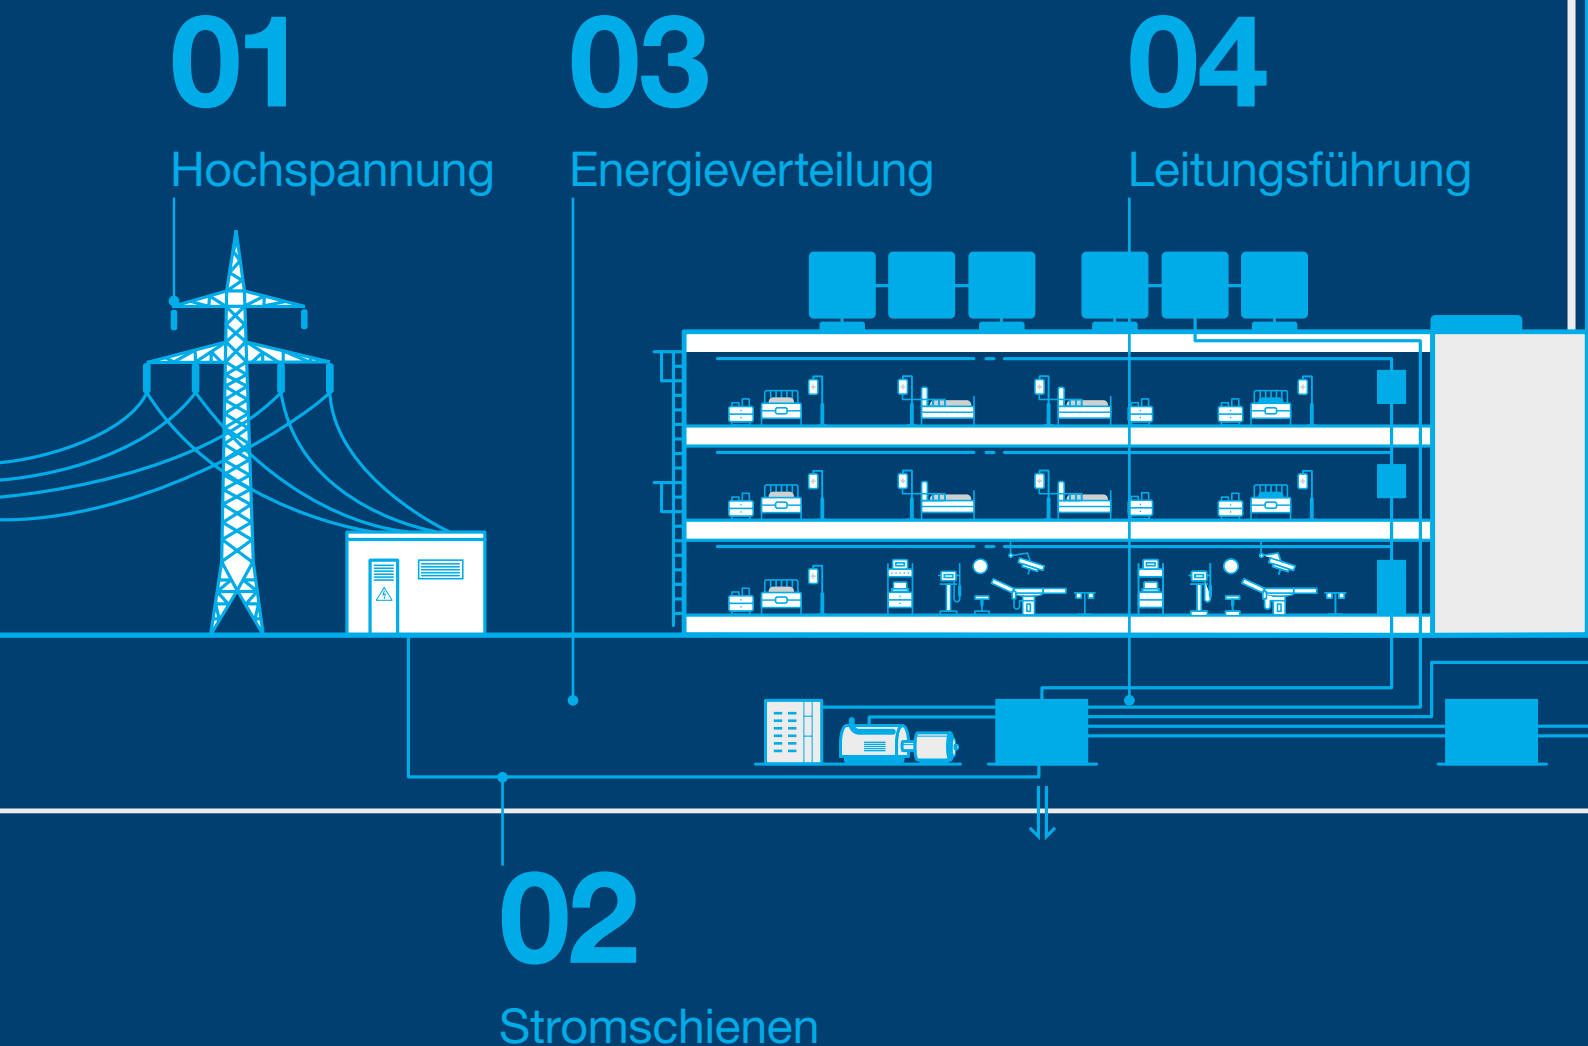 01
Hochspannung
03
Energieverteilung
04
Leitungsführung
02
Stromschienen